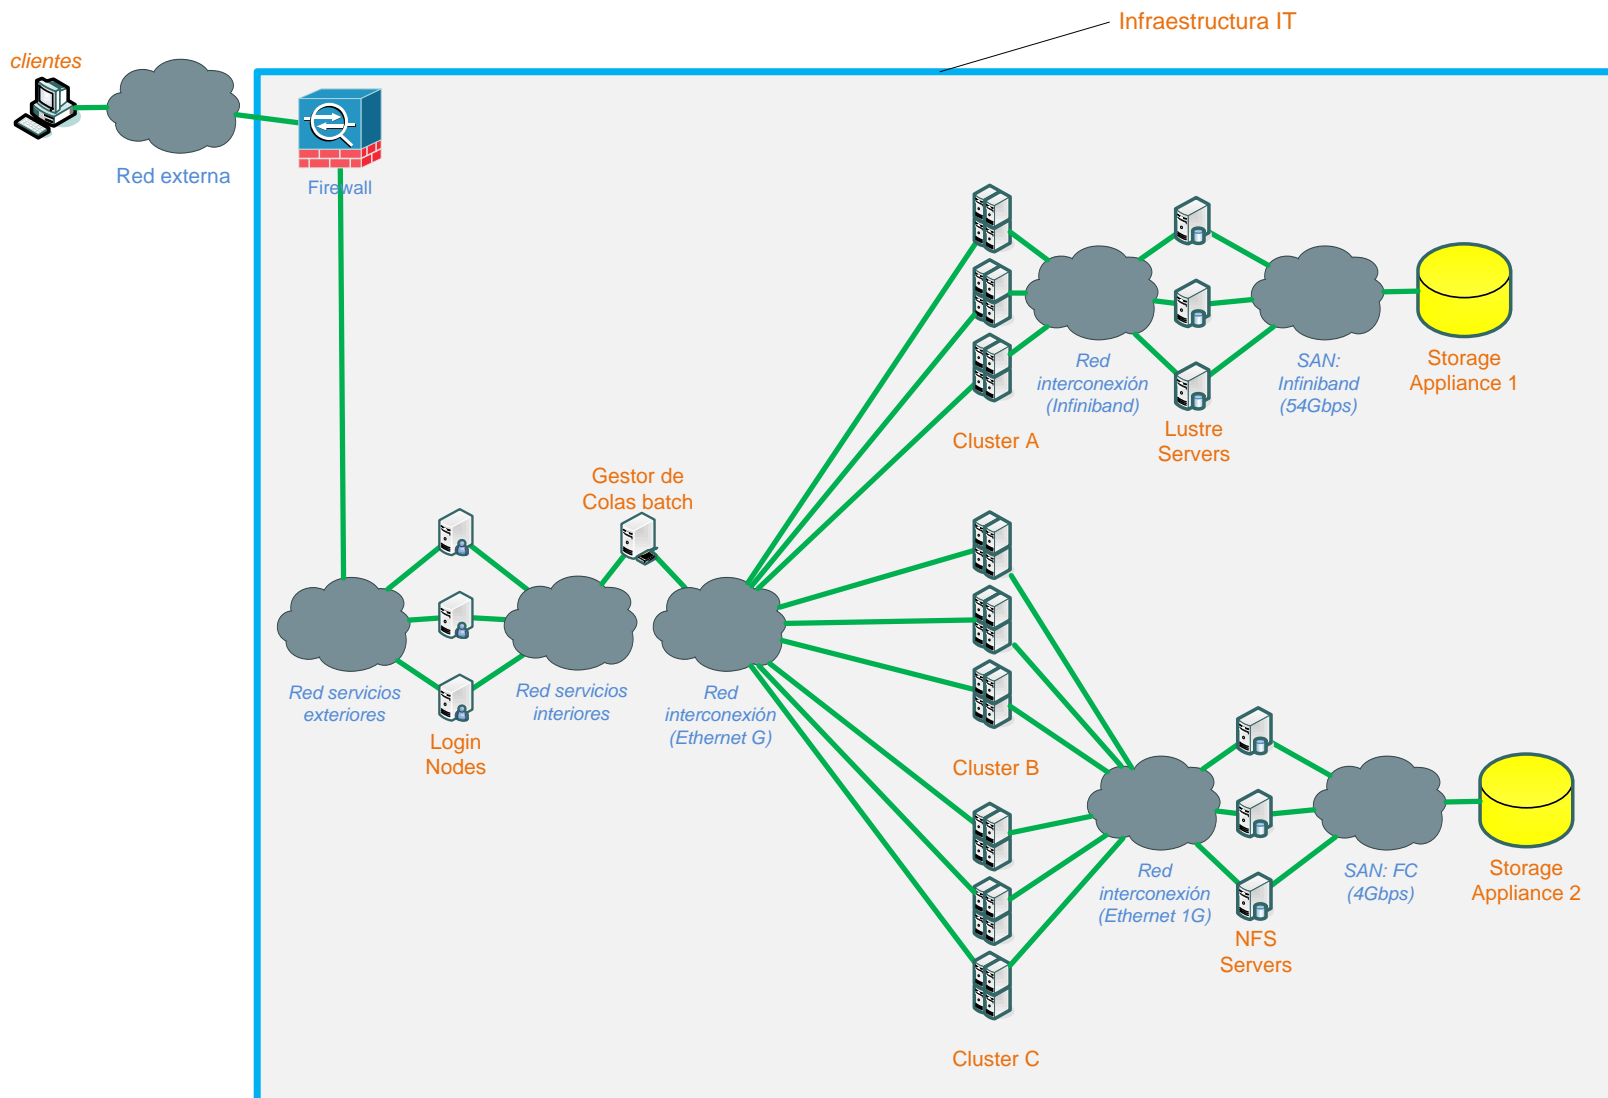 Infraestructura IT
clientes
Red externa
Firewall
Red
interconexión
(Infiniband)
SAN:
Infiniband
(54Gbps)
Storage
Appliance 1
Cluster A
Lustre
Servers
Gestor de
Colas batch
Red servicios
exteriores
Login
Nodes
Red servicios
interiores
Red
interconexión
(Ethernet G)
Cluster B
Red
interconexión
(Ethernet 1G)
NFS
Servers
SAN: FC
(4Gbps)
Storage
Appliance 2
Cluster C